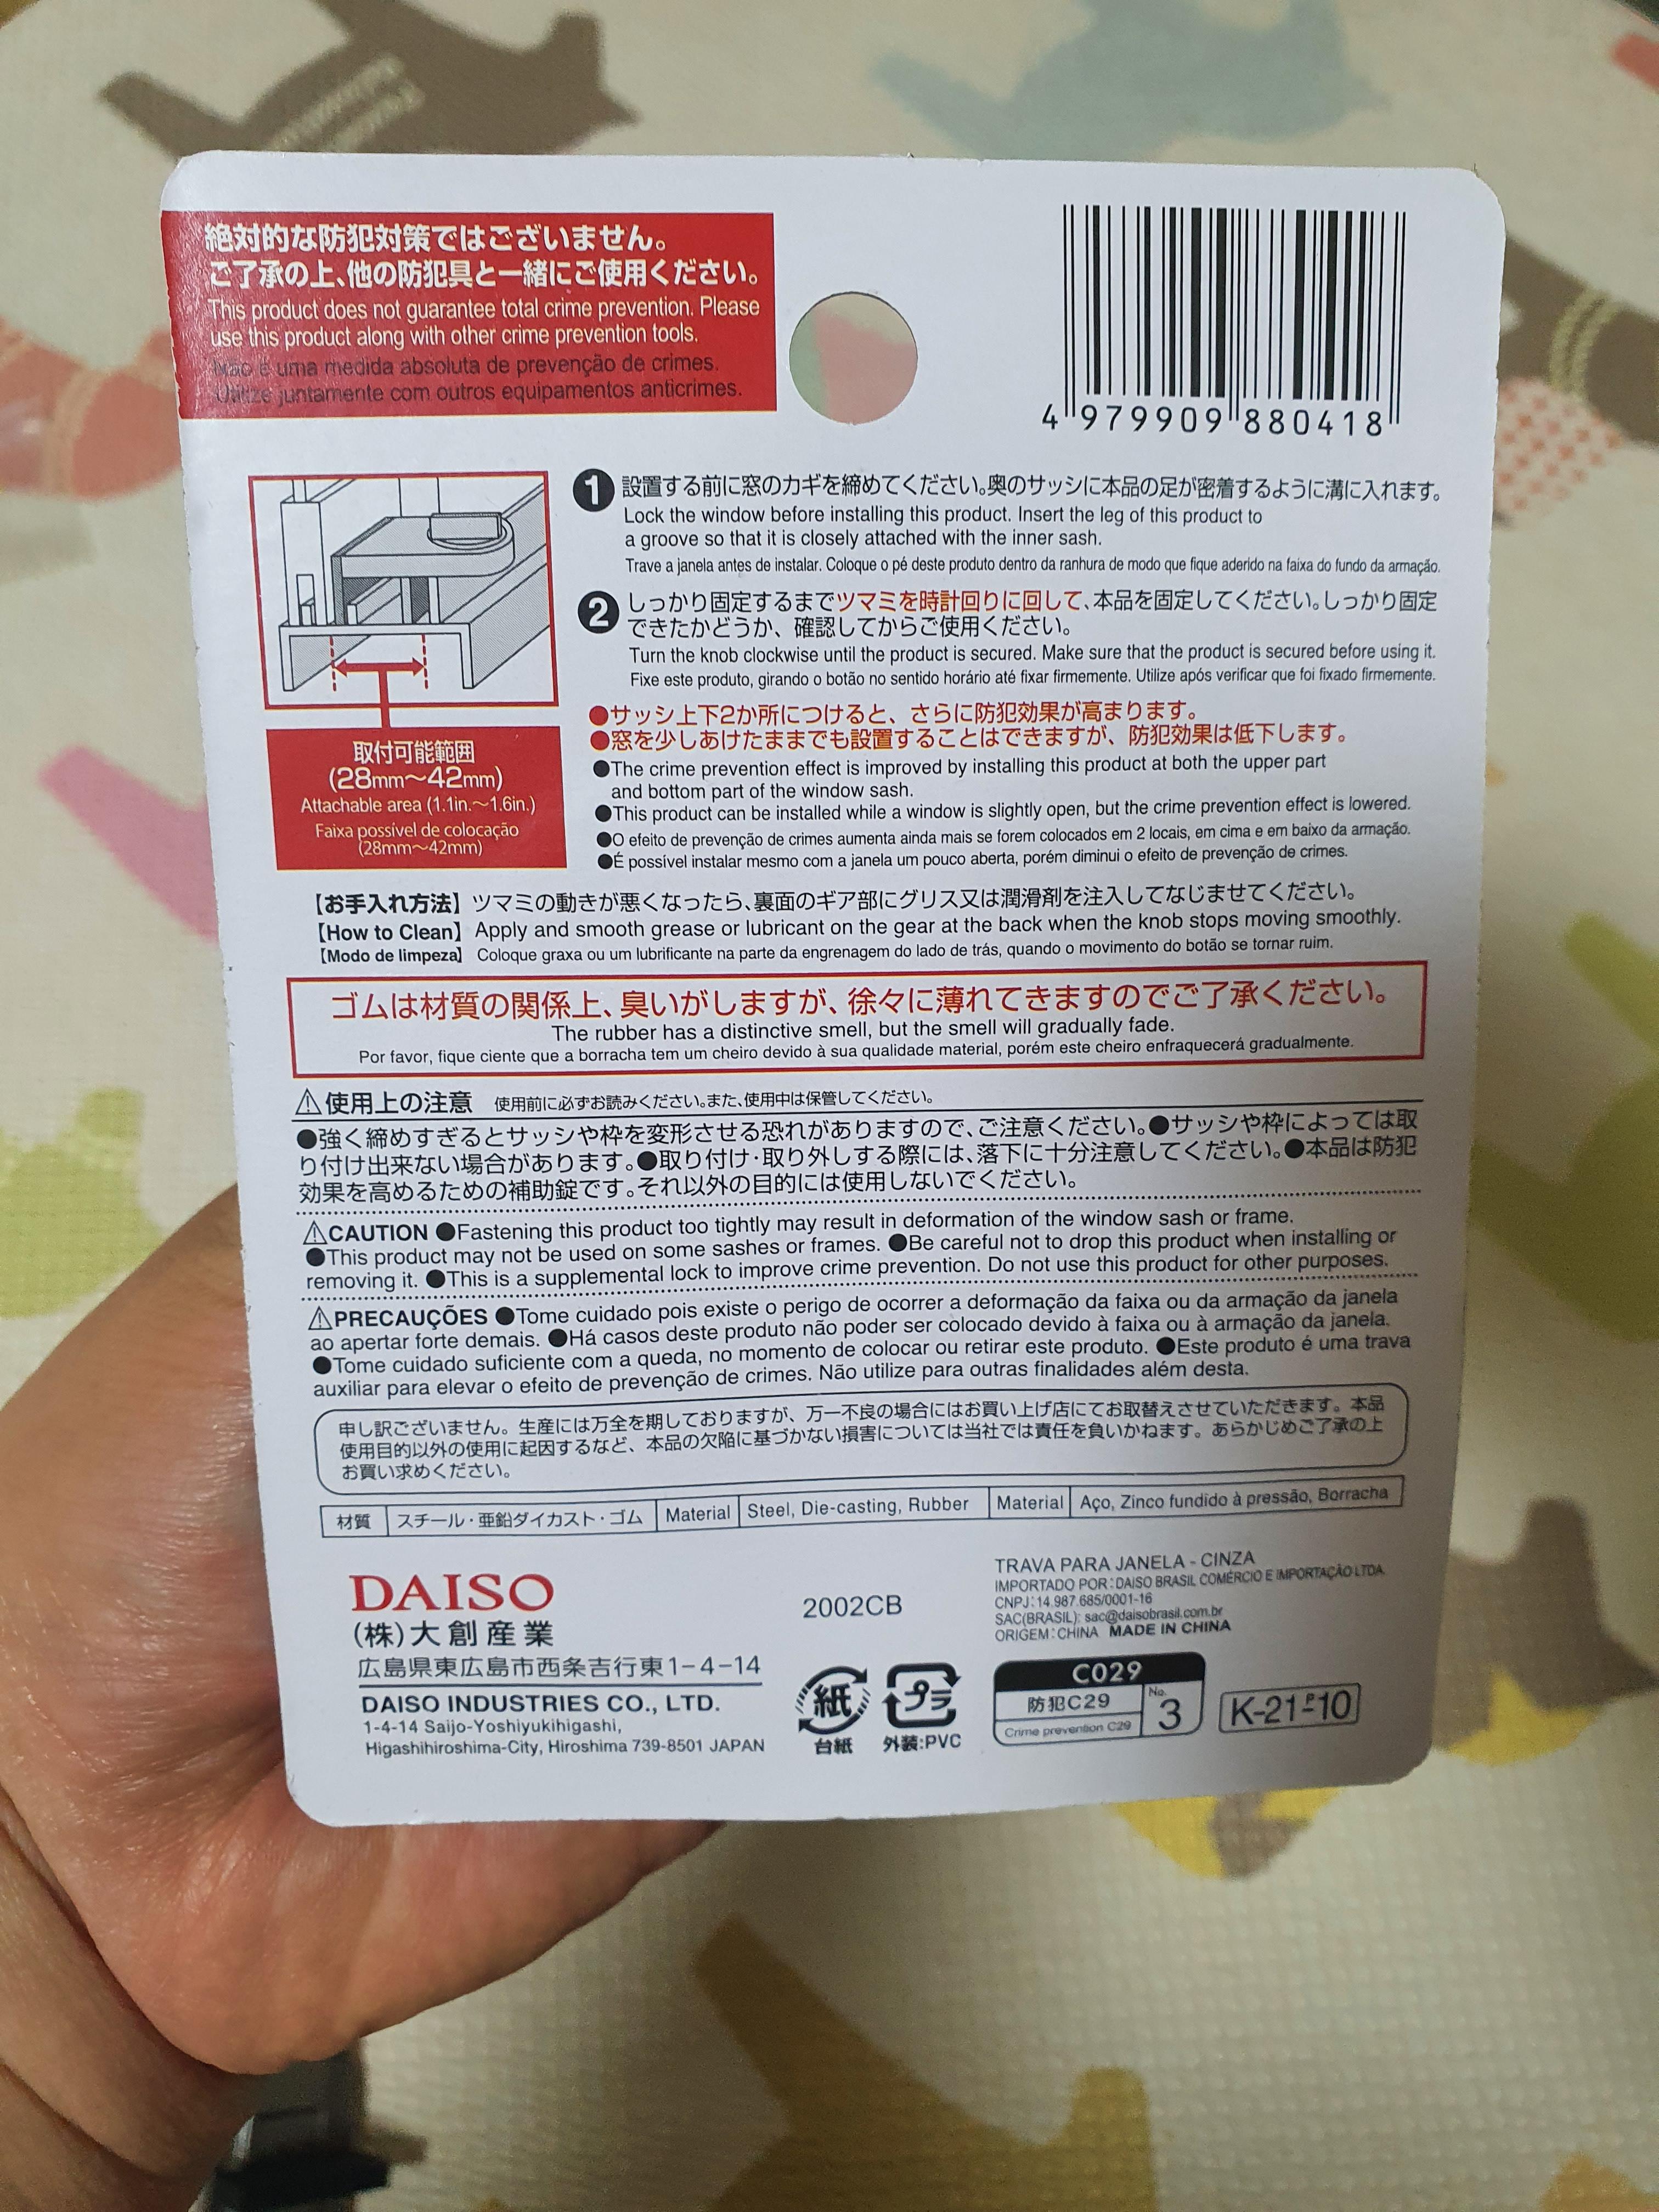 絶対的な防犯対策ではございません。
ご了承の上、他の防犯具と一緒にご使用ください。
This product does not guarantee total crime prevention. Please
use this product along with other crime prevention tools.
Não é uma medida absoluta de prevenção de crimes.
Utilize juntamente com outros equipamentos anticrimes.
4 979909 880418
取付可能範囲
(28mm〜42mm)
Attachable area (1.1in.〜1.6in.)
Faixa possível de colocação
(28mm〜42mm)
❶ 設置する前に窓のカギを締めてください。奥のサッシに本品の足が密着するように溝に入れます。
Lock the window before installing this product. Insert the leg of this product to
a groove so that it is closely attached with the inner sash.
Trave a janela antes de instalar. Coloque o pé deste produto dentro da ranhura de modo que fique aderido na faixa do fundo da armação.
❷ しっかり固定するまでツマミを時計回りに回して、本品を固定してください。しっかり固定
できたかどうか、確認してからご使用ください。
Turn the knob clockwise until the product is secured. Make sure that the product is secured before using it.
Fixe este produto, girando o botão no sentido horário até fixar firmemente. Utilize após verificar que foi fixado firmemente.
●サッシ上下2か所につけると、さらに防犯効果が高まります。
●窓を少しあけたままでも設置することはできますが、防犯効果は低下します。
●The crime prevention effect is improved by installing this product at both the upper part
and bottom part of the window sash.
●This product can be installed while a window is slightly open, but the crime prevention effect is lowered.
●O efeito de prevenção de crimes aumenta ainda mais se forem colocados em 2 locais, em cima e em baixo da armação.
●É possível instalar mesmo com a janela um pouco aberta, porém diminui o efeito de prevenção de crimes.
【お手入れ方法】ツマミの動きが悪くなったら、裏面のギア部にグリス又は潤滑剤を注入してなじませてください。
【How to Clean】 Apply and smooth grease or lubricant on the gear at the back when the knob stops moving smoothly.
【Modo de limpeza】 Coloque graxa ou um lubrificante na parte da engrenagem do lado de trás, quando o movimento do botão se tornar ruim.
ゴムは材質の関係上、臭いがしますが、徐々に薄れてきますのでご了承ください。
The rubber has a distinctive smell, but the smell will gradually fade.
Por favor, fique ciente que a borracha tem um cheiro devido à sua qualidade material, porém este cheiro enfraquecerá gradualmente.
⚠使用上の注意 使用前に必ずお読みください。また、使用中は保管してください。
●強く締めすぎるとサッシや枠を変形させる恐れがありますので、ご注意ください。●サッシや枠によっては取
り付け出来ない場合があります。●取り付け・取り外しする際には、落下に十分注意してください。●本品は防犯
効果を高めるための補助錠です。それ以外の目的には使用しないでください。
⚠CAUTION ●Fastening this product too tightly may result in deformation of the window sash or frame.
●This product may not be used on some sashes or frames. ●Be careful not to drop this product when installing or
removing it. ●This is a supplemental lock to improve crime prevention. Do not use this product for other purposes.
⚠PRECAUÇÕES ●Tome cuidado pois existe o perigo de ocorrer a deformação da faixa ou da armação da janela
ao apertar forte demais. ●Há casos deste produto não poder ser colocado devido à faixa ou à armação da janela.
●Tome cuidado suficiente com a queda, no momento de colocar ou retirar este produto. ●Este produto é uma trava
auxiliar para elevar o efeito de prevenção de crimes. Não utilize para outras finalidades além desta.
申し訳ございません。生産には万全を期しておりますが、万一不良の場合にはお買い上げ店にてお取替えさせていただきます。本品
使用目的以外の使用に起因するなど、本品の欠陥に基づかない損害については当社では責任を負いかねます。あらかじめご了承の上
お買い求めください。
材質 スチール・亜鉛ダイカスト・ゴム Material Steel, Die-casting, Rubber Material Aço, Zinco fundido à pressão, Borracha
DAISO
(株)大創産業
広島県東広島市西条吉行東1-4-14
DAISO INDUSTRIES CO., LTD.
1-4-14 Saijo-Yoshiyukihigashi,
Higashihiroshima-City, Hiroshima 739-8501 JAPAN
2002CB
紙
台紙
プラ
外装:PVC
TRAVA PARA JANELA - CINZA
IMPORTADO POR:DAISO BRASIL COMÉRCIO E IMPORTAÇÃO LTDA.
CNPJ:14.987.685/0001-16
SAC(BRASIL): sac@daisobrasil.com.br
ORIGEM:CHINA MADE IN CHINA
C029
防犯C29
Crime prevention C29
No. 3
K-21-P-10